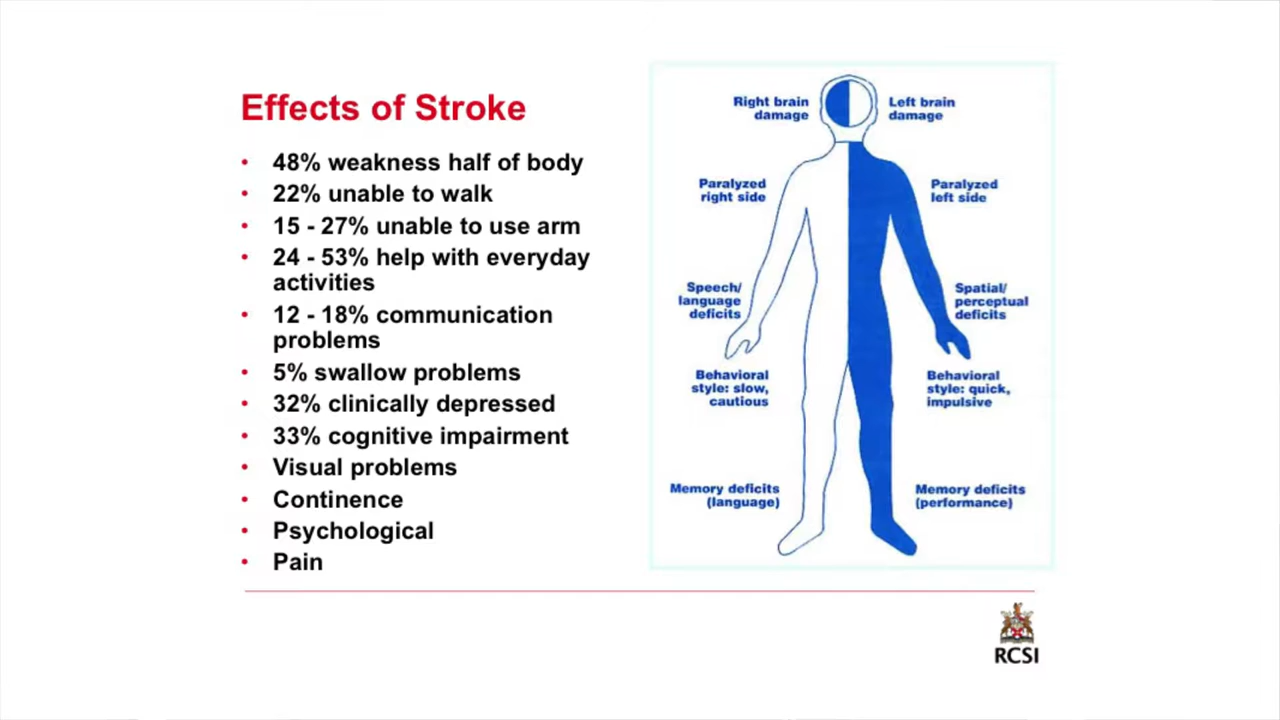 Effects of Stroke
• 48% weakness half of body
• 22% unable to walk
• 15 - 27% unable to use arm
• 24 - 53% help with everyday
activities
• 12 - 18% communication
problems
• 5% swallow problems
• 32% clinically depressed
• 33% cognitive impairment
• Visual problems
• Continence
• Psychological
• Pain
Right brain
damage
Left brain
damage
Paralyzed
right side
Paralyzed
left side
Speech/
language
deficits
Spatial/
perceptual
deficits
Behavioral
style: slow,
cautious
Behavioral
style: quick,
impulsive
Memory deficits
(language)
Memory deficits
(performance)
RCSI